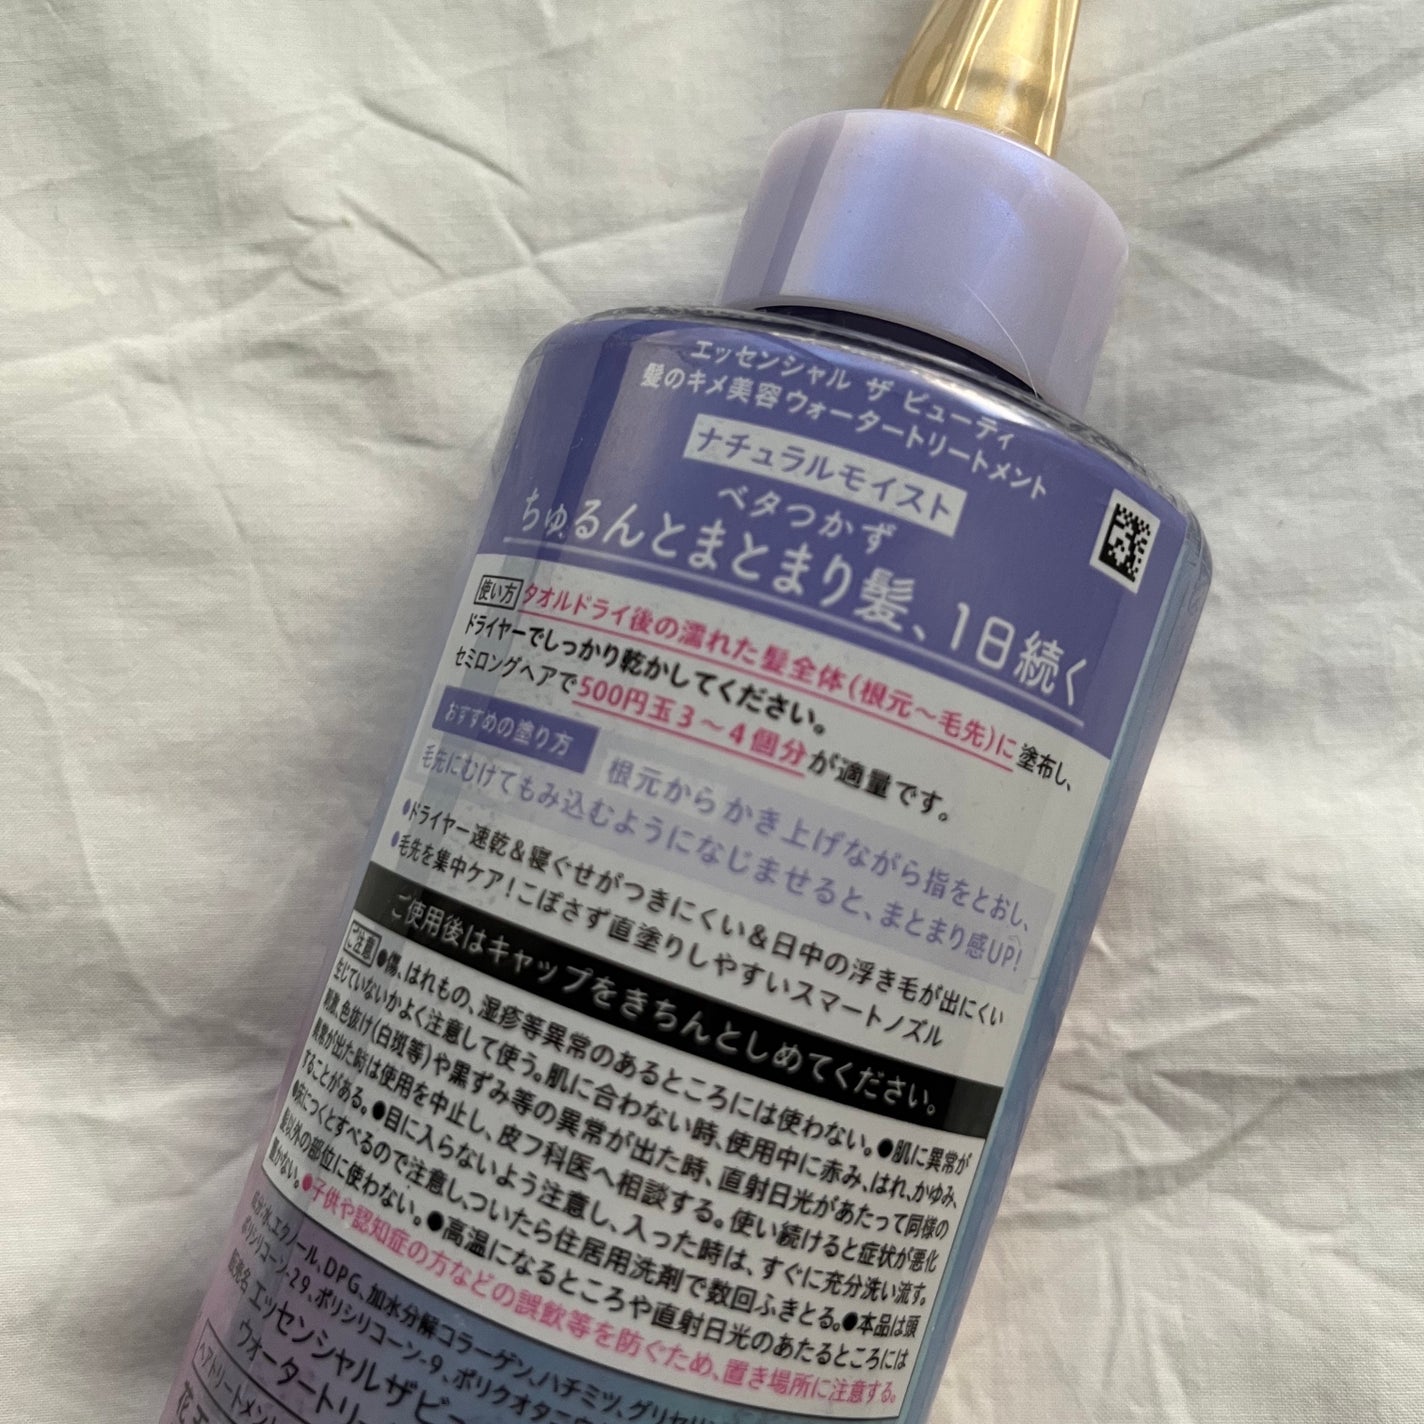 エッセンシャル ザ ビューティ
髪のキメ美容ウォータートリートメント
ナチュラルモイスト
ベタつかず
ちゅるんとまとまり髪、1日続く
使い方 タオルドライ後の濡れた髪全体(根元～毛先)に塗布し、
ドライヤーでしっかり乾かしてください。
セミロングヘアで500円玉3～4個分が適量です。
おすすめの塗り方 根元からかき上げながら指をとおし、
毛先にむけてもみ込むようになじませると、まとまり感UP!
●ドライヤー速乾&寝ぐせがつきにくい&日中の浮き毛が出にくい
●毛先を集中ケア!こぼさず直塗りしやすいスマートノズル
ご使用後はキャップをきちんとしめてください。
ご注意 ●傷、はれもの、湿疹等異常のあるところには使わない。●肌に異常が
生じていないかよく注意して使う。肌に合わない時、使用中に赤み、はれ、かゆみ、
刺激、色抜け(白斑等)や黒ずみ等の異常が出た時、直射日光があたって同様の
異常が出た時は使用を中止し、皮フ科医へ相談する。使い続けると症状が悪化
することがある。●目に入らないよう注意し、入った時は、すぐに充分洗い流す。
●床につくとすべるので注意し、ついたら住居用洗剤で数回ふきとる。●本品は頭
髪以外の部位に使わない。●高温になるところや直射日光のあたるところには
置かない。●子供や認知症の方などの誤飲等を防ぐため、置き場所に注意する。
水、エタノール、DPG、加水分解コラーゲン、ハチミツ、グリセリン
ポリシリコーン-29、ポリシリコーン-9、ポリクオタニウ
販売名 エッセンシャルザビュー
ウォータートリー
ヘアトリートメント
花王